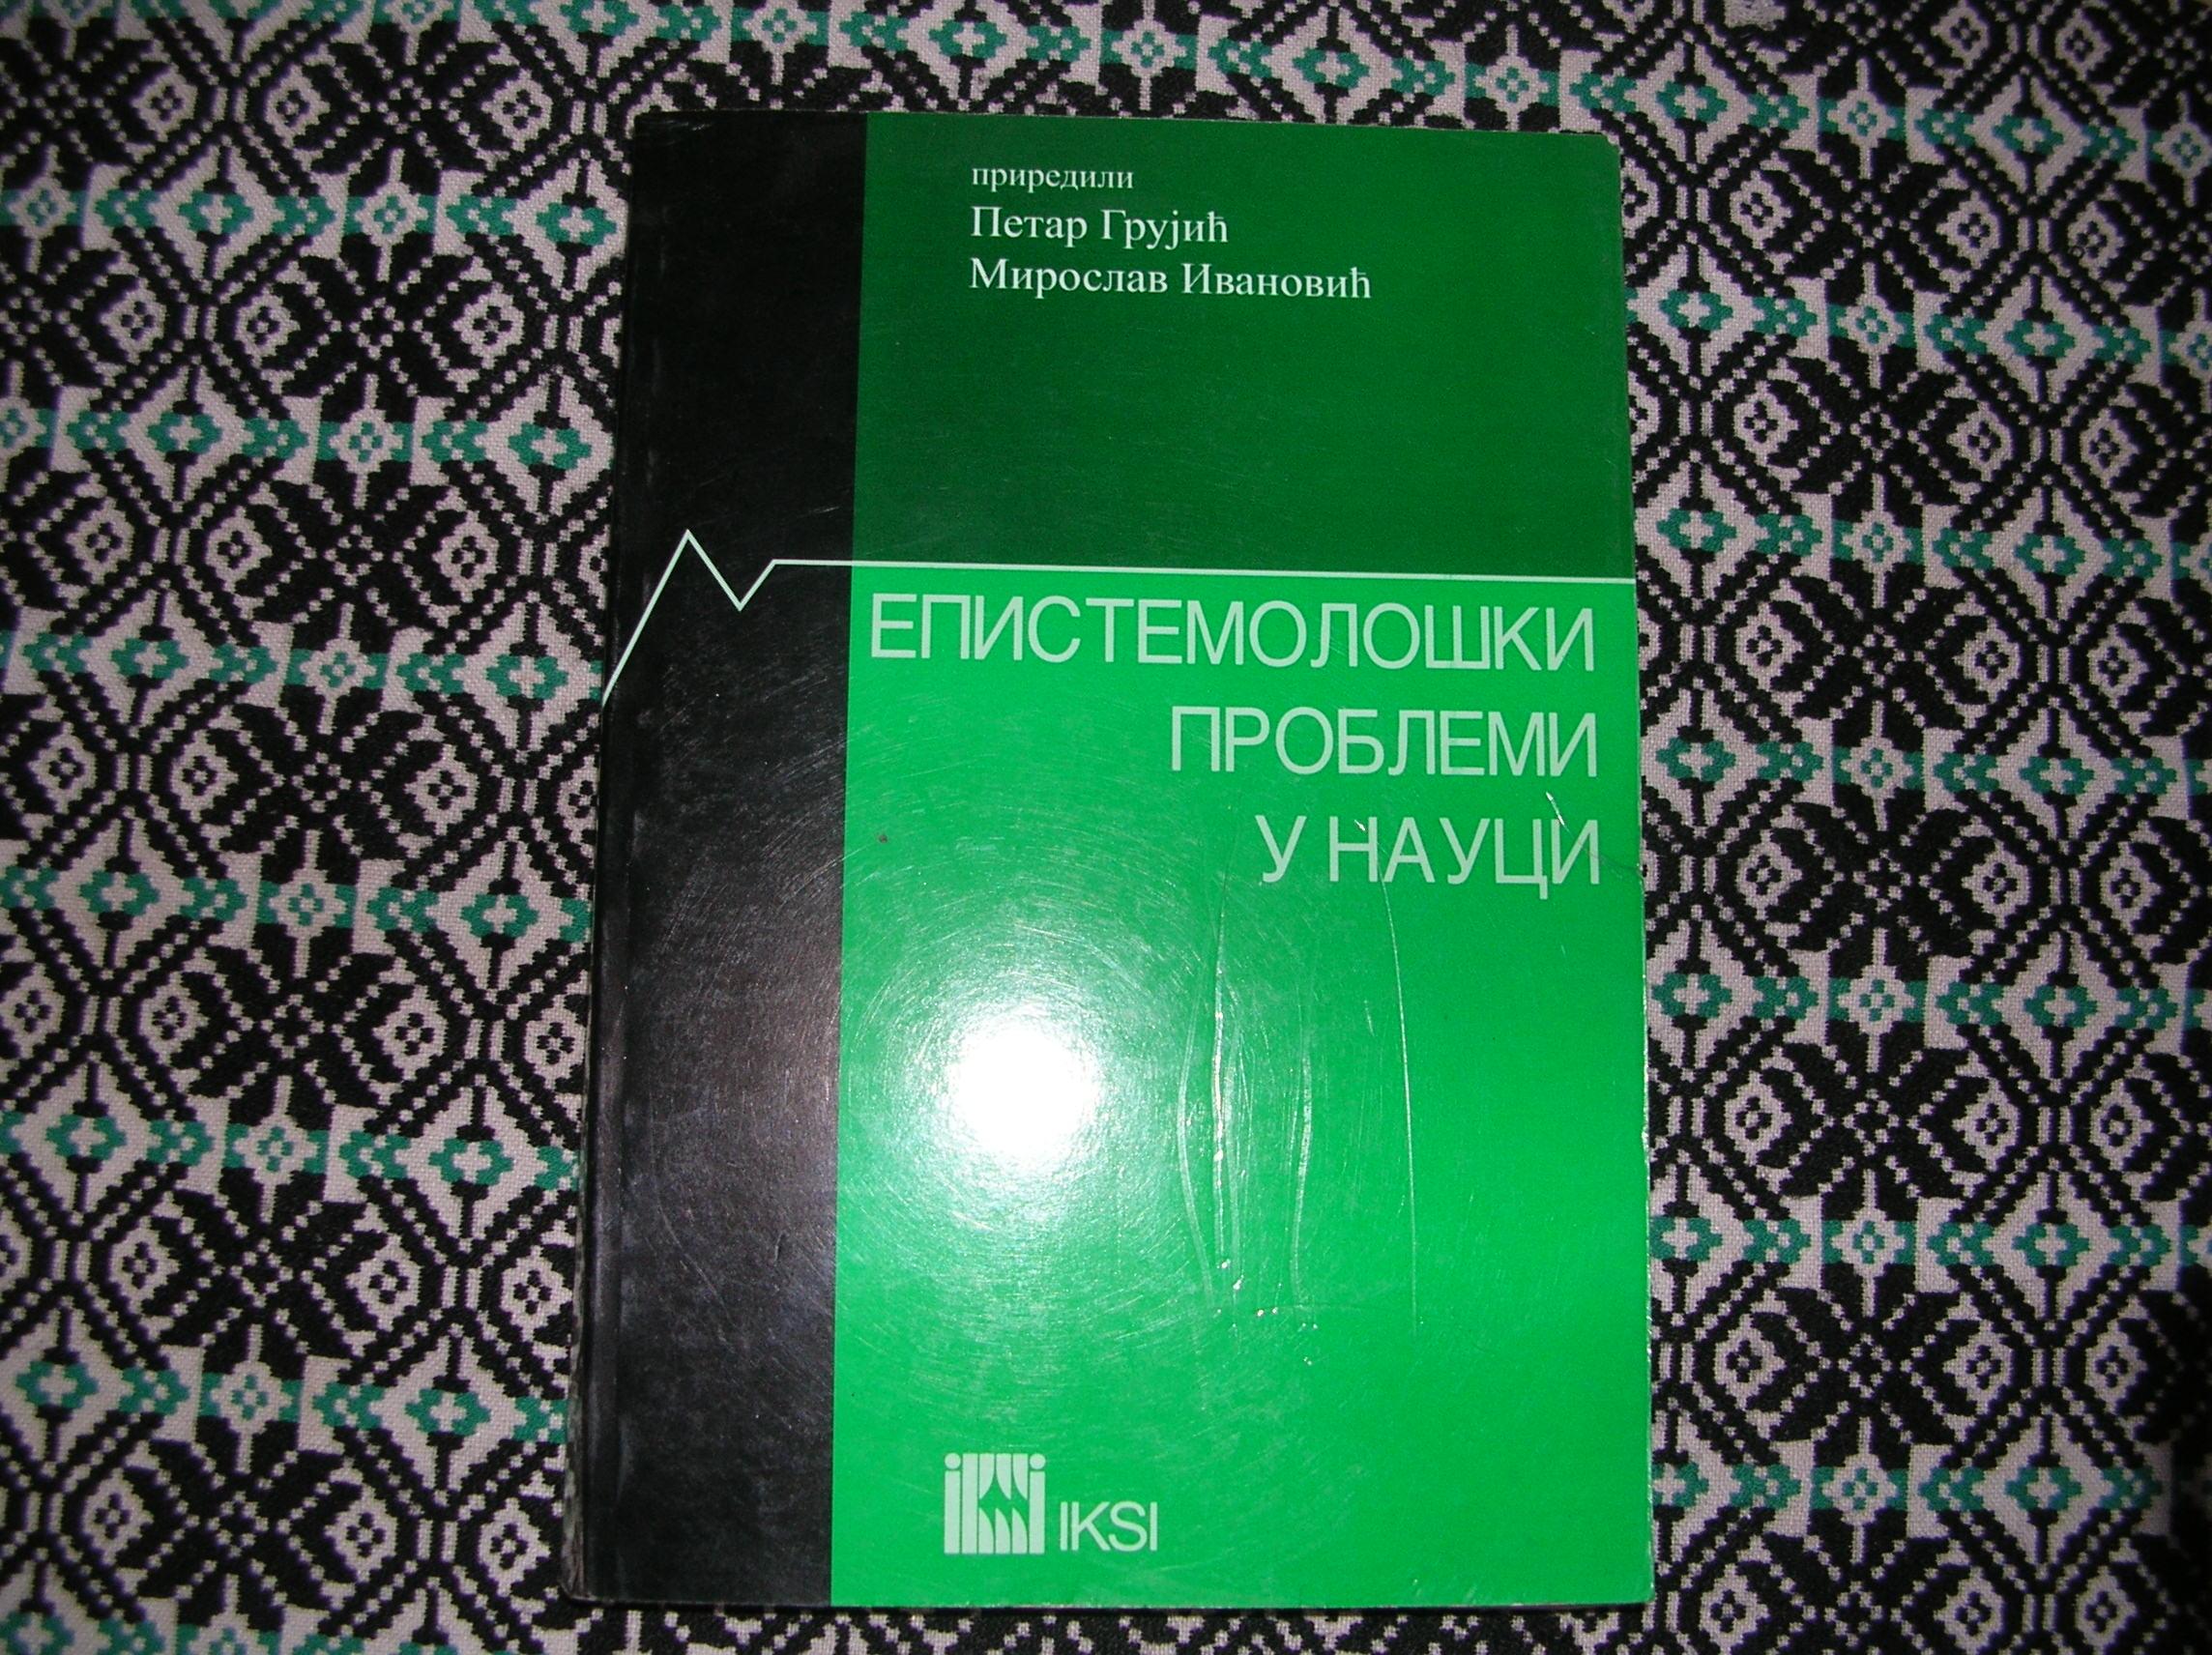 приредили
Петар Грујић
Мирослав Ивановић
ЕПИСТЕМОЛОШКИ
ПРОБЛЕМИ
У НАУЦИ
IKSI